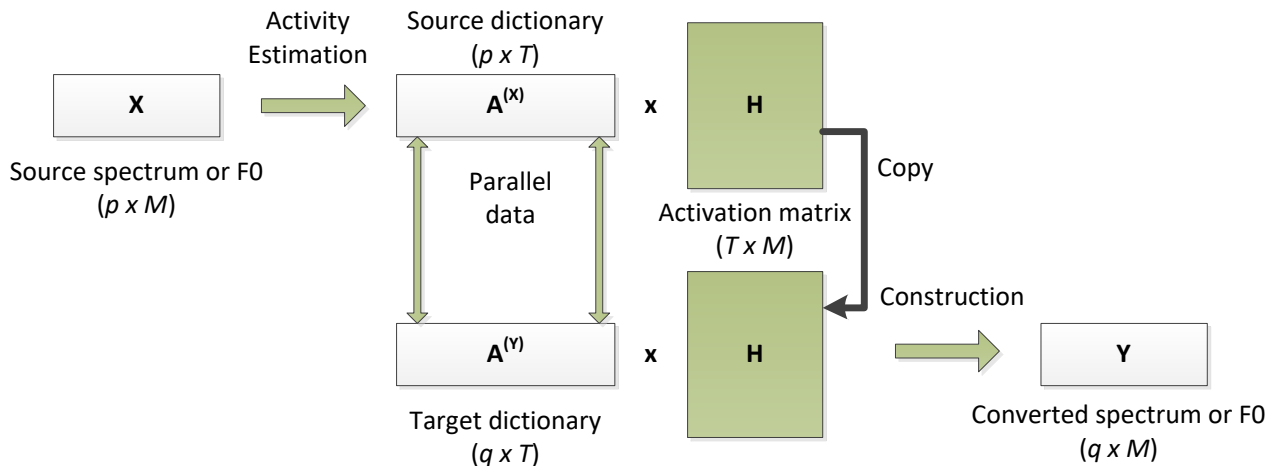 Activity
Estimation
Source dictionary
(p x T)
X
A(X)
x
H
Source spectrum or F0
(p x M)
Parallel
data
Copy
Activation matrix
(T x M)
Construction
A(Y)
x
H
Y
Target dictionary
(q x T)
Converted spectrum or F0
(q x M)